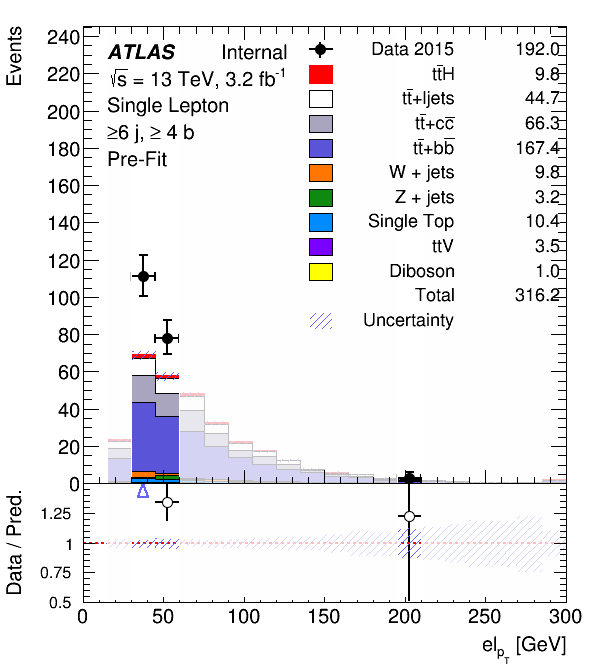 Events
240
220
200
180
160
140
120
100
80
60
40
20
0
ATLAS Internal
√s = 13 TeV, 3.2 fb⁻¹
Single Lepton
≥6 j, ≥ 4 b
Pre-Fit
Data 2015 192.0
tt̄H 9.8
tt̄+ljets 44.7
tt̄+cc̄ 66.3
tt̄+bb̄ 167.4
W + jets 9.8
Z + jets 3.2
Single Top 10.4
ttV 3.5
Diboson 1.0
Total 316.2
Uncertainty
Data / Pred.
1.25
1
0.75
0.5
0 50 100 150 200 250 300
el_pT [GeV]